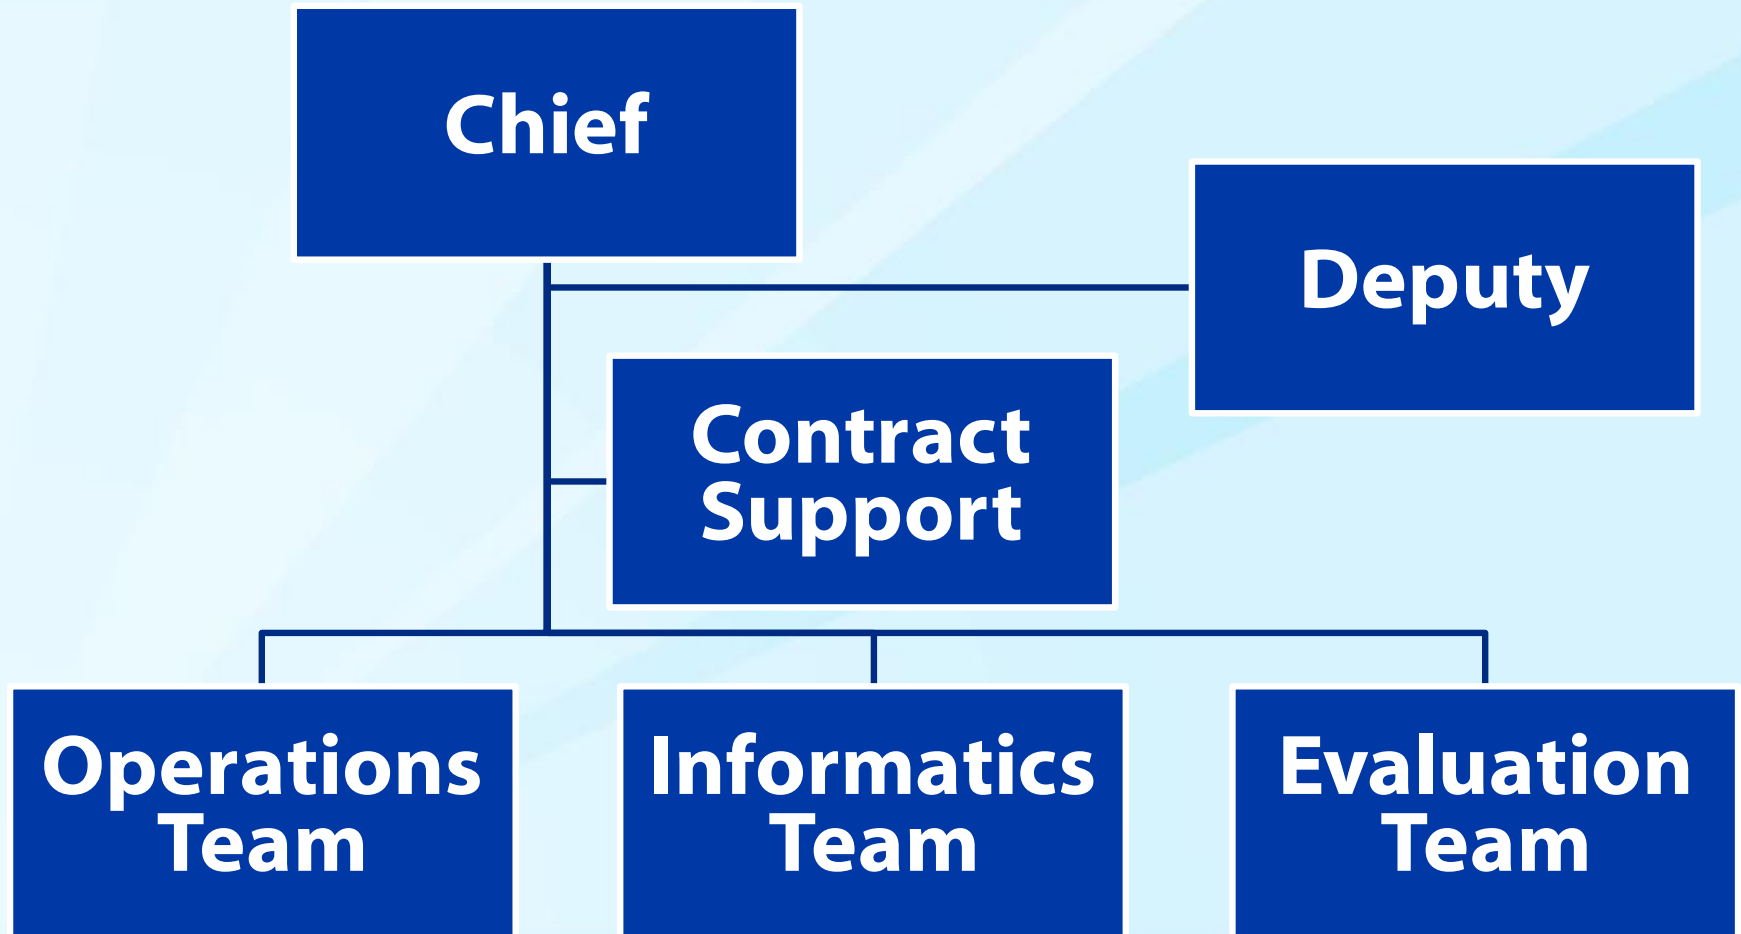 Chief
Deputy
Contract
Support
Operations
Team
Informatics
Team
Evaluation
Team